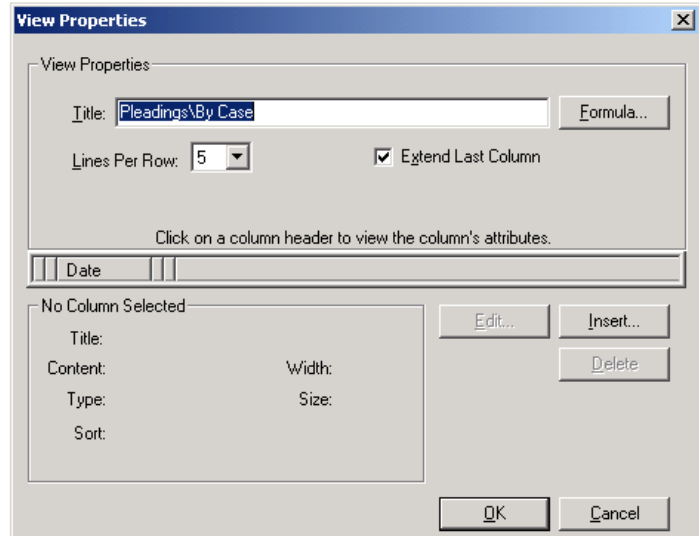 View Properties
View Properties
Title: Pleadings\By Case Formula...
Lines Per Row: 5 Extend Last Column
Click on a column header to view the column's attributes.
Date
No Column Selected
Edit... Insert...
Title:
Content: Width: Delete
Type: Size:
Sort:
OK Cancel